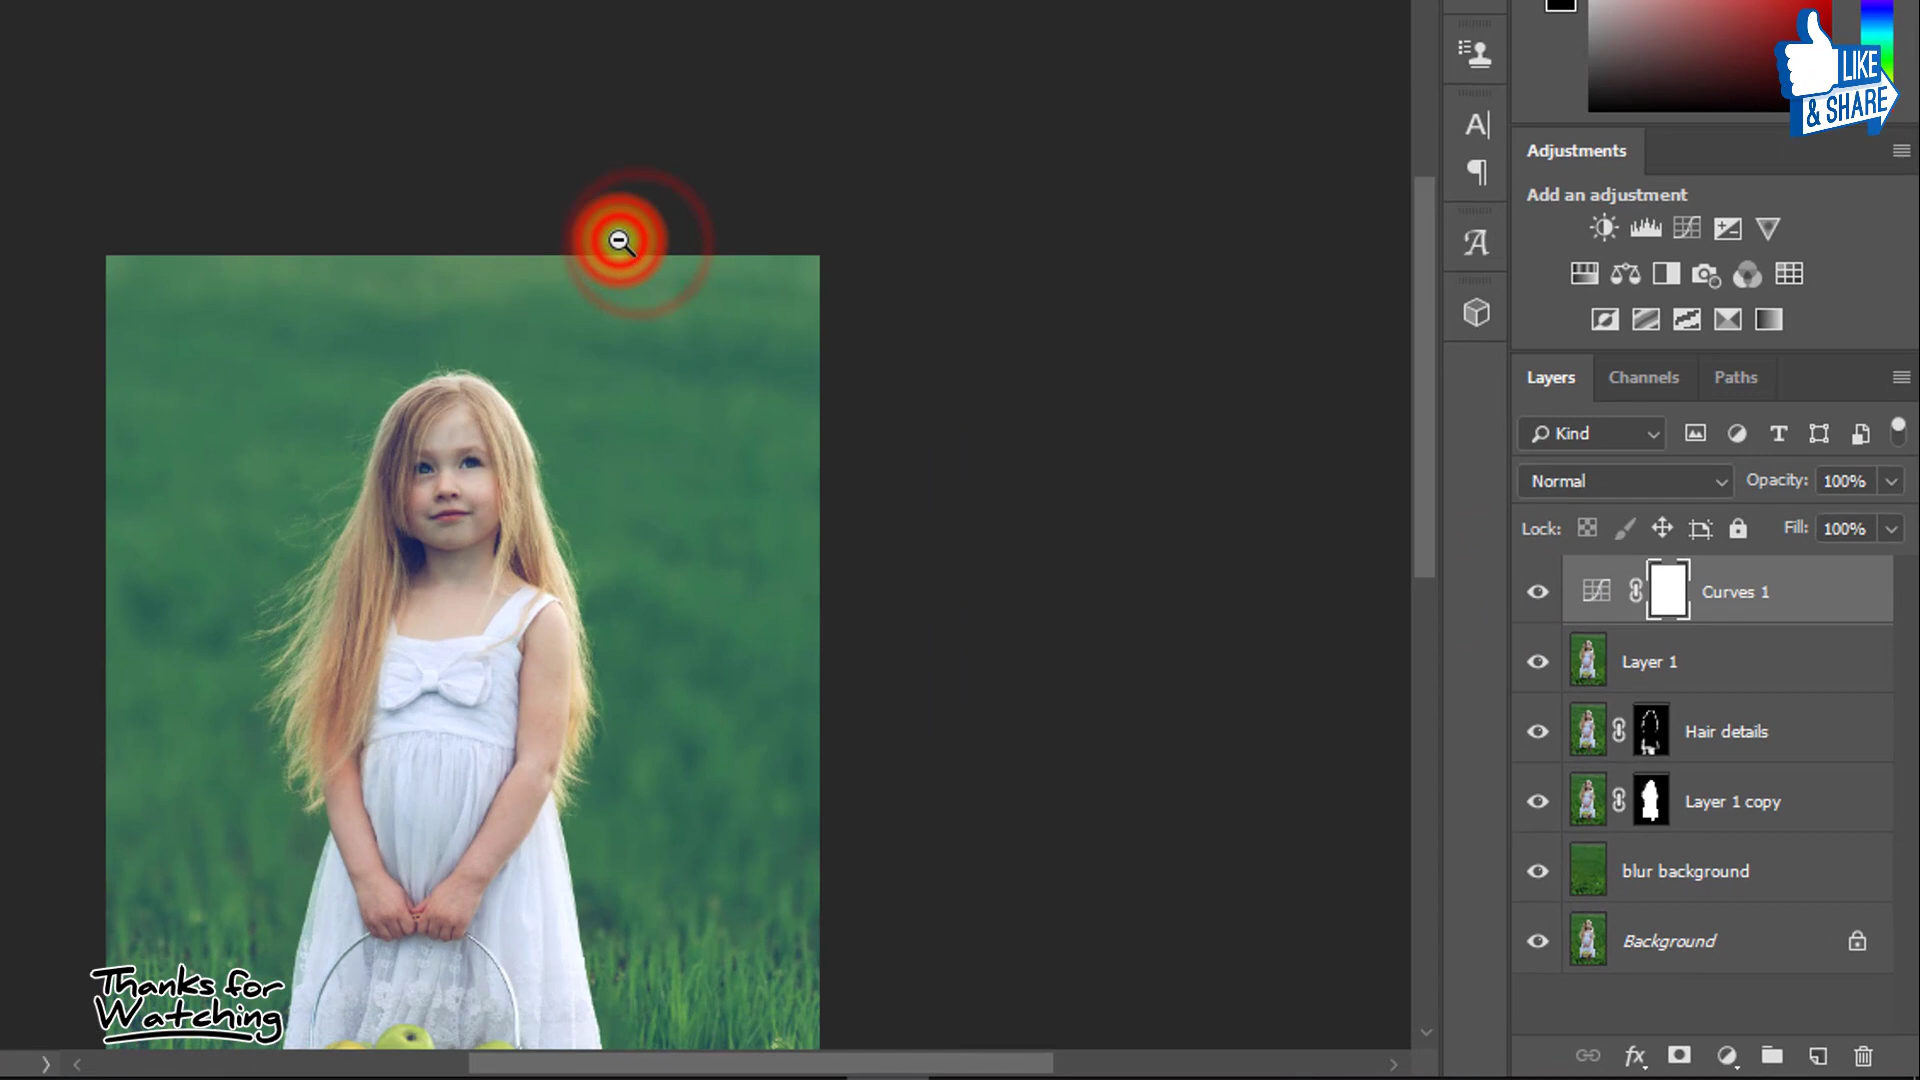 LIKE
& SHARE
Adjustments
Add an adjustment
Layers
Channels
Paths
Kind
Normal
Opacity:
100%
Lock:
Fill:
100%
Curves 1
Layer 1
Hair details
Layer 1 copy
blur background
Background
fx
Thanks for
Watching